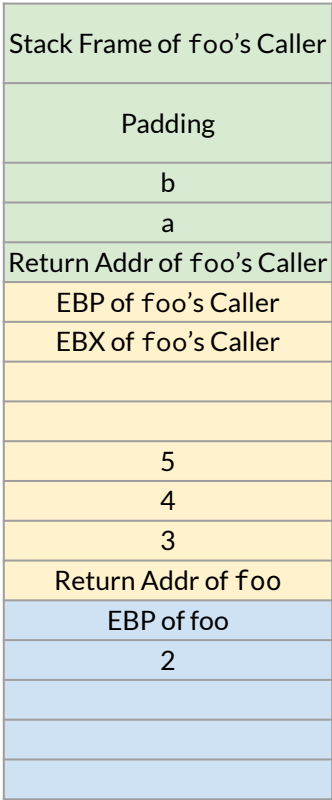 Stack Frame of foo’s Caller
Padding
b
a
Return Addr of foo’s Caller
EBP of foo’s Caller
EBX of foo’s Caller
5
4
3
Return Addr of foo
EBP of foo
2